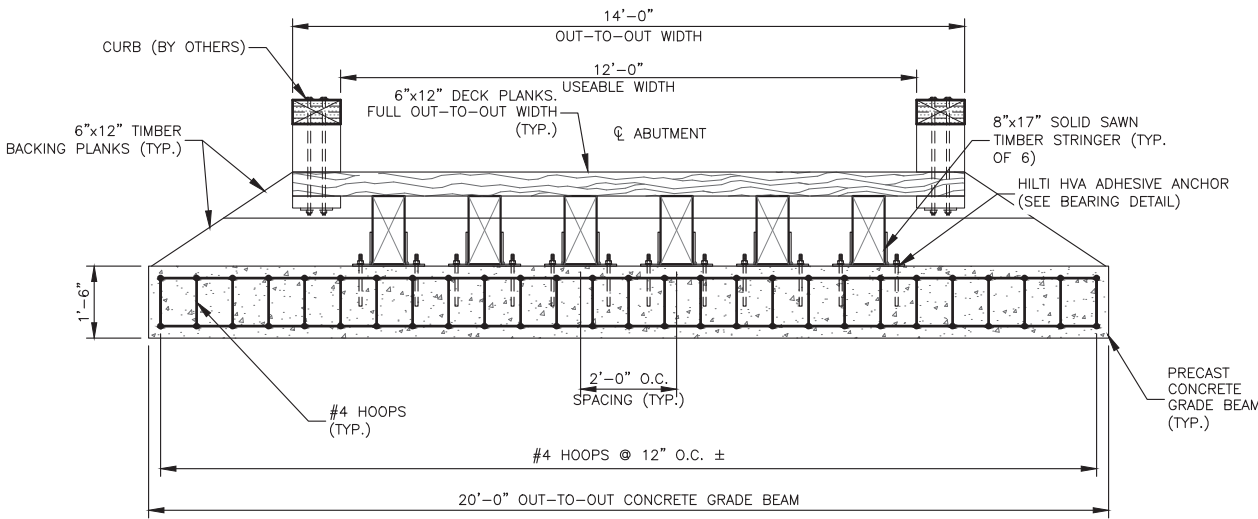 14'-0"
OUT-TO-OUT WIDTH
CURB (BY OTHERS)
12'-0"
USEABLE WIDTH
6"x12" DECK PLANKS.
FULL OUT-TO-OUT WIDTH
(TYP.)
℄ ABUTMENT
6"x12" TIMBER
BACKING PLANKS (TYP.)
8"x17" SOLID SAWN
TIMBER STRINGER (TYP.
OF 6)
HILTI HVA ADHESIVE ANCHOR
(SEE BEARING DETAIL)
1'-6"
2'-0" O.C.
SPACING (TYP.)
#4 HOOPS
(TYP.)
PRECAST
CONCRETE
GRADE BEAM
(TYP.)
#4 HOOPS @ 12" O.C. ±
20'-0" OUT-TO-OUT CONCRETE GRADE BEAM